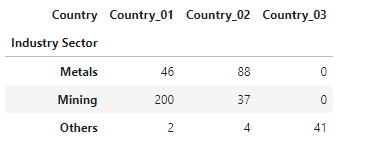 Country Country_01 Country_02 Country_03
Industry Sector
Metals 46 88 0
Mining 200 37 0
Others 2 4 41